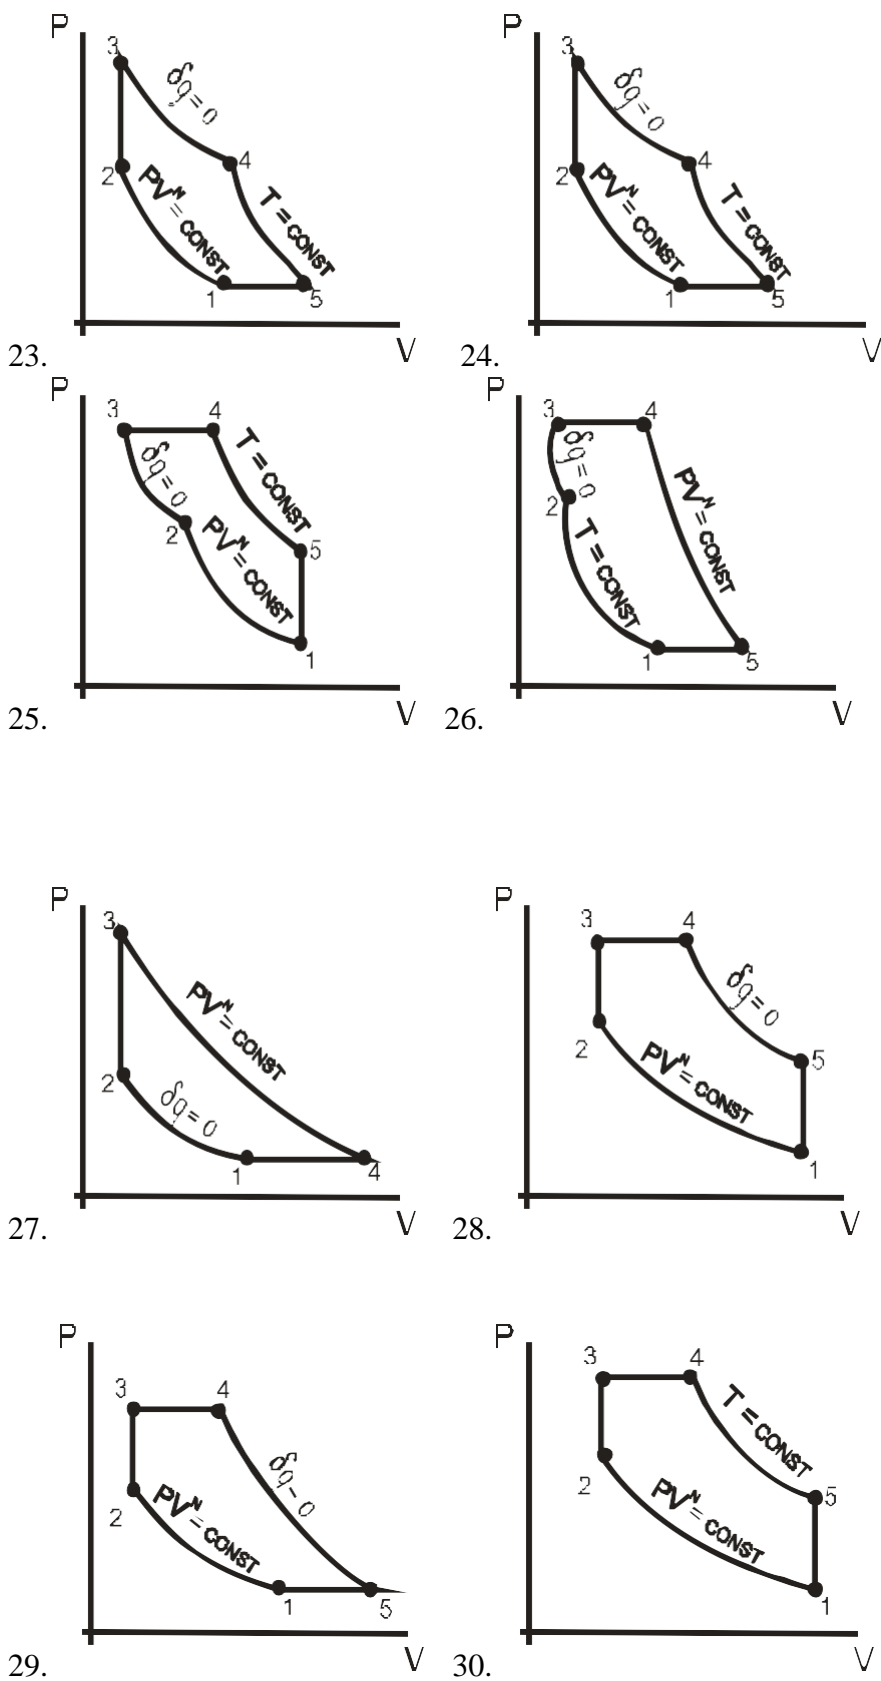 P
3
δq=0
4
2
PV^N=CONST
T=CONST
1
5
23.
V
P
3
δq=0
4
2
PV^N=CONST
T=CONST
1
5
24.
V
P
3
4
δq=0
T=CONST
2
PV^N=CONST
5
1
25.
V
P
3
4
δq=0
2
PV^N=CONST
T=CONST
1
5
26.
V
P
3
PV^N=CONST
2
δq=0
1
4
27.
V
P
3
4
δq=0
2
PV^N=CONST
5
1
28.
V
P
3
4
δq-0
2
PV^N=CONST
1
5
29.
V
P
3
4
T=CONST
2
PV^N=CONST
5
1
30.
V